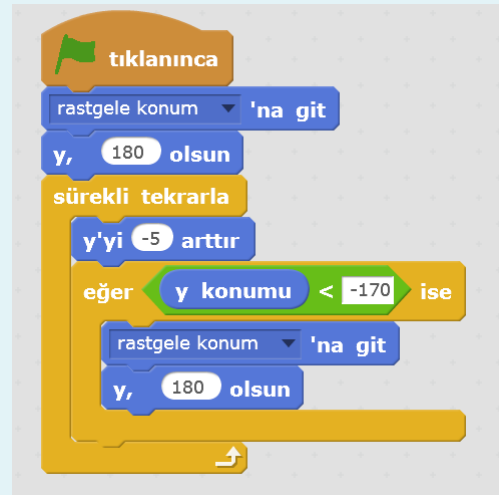 tıklanınca
rastgele konum 'na git
y, 180 olsun
sürekli tekrarla
y'yi -5 arttır
eğer y konumu < -170 ise
rastgele konum 'na git
y, 180 olsun